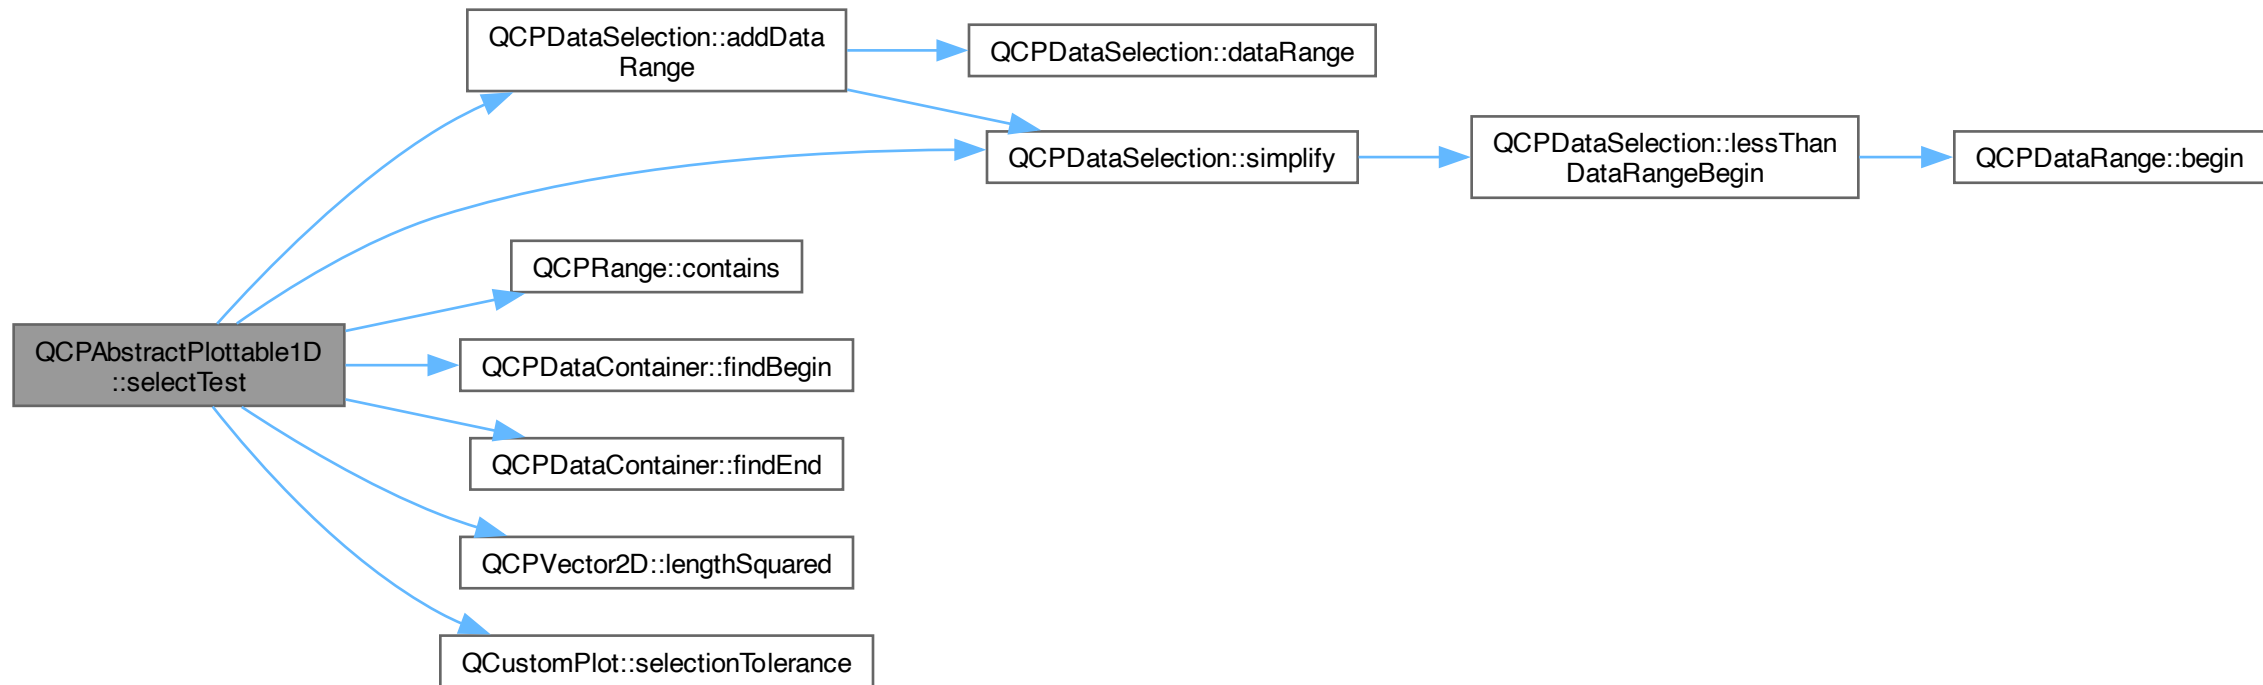 QCPDataSelection::addData
Range
QCPDataSelection::dataRange
QCPDataSelection::simplify
QCPDataSelection::lessThan
DataRangeBegin
QCPDataRange::begin
QCPRange::contains
QCPAbstractPlottable1D
::selectTest
QCPDataContainer::findBegin
QCPDataContainer::findEnd
QCPVector2D::lengthSquared
QCustomPlot::selectionTolerance